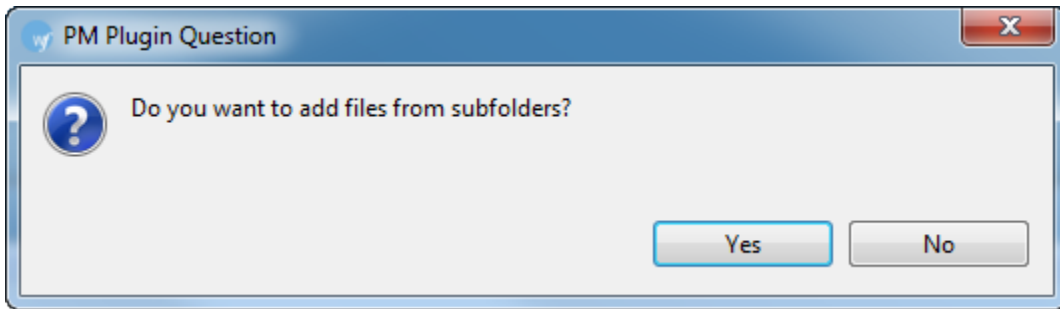 PM Plugin Question
Do you want to add files from subfolders?
Yes
No